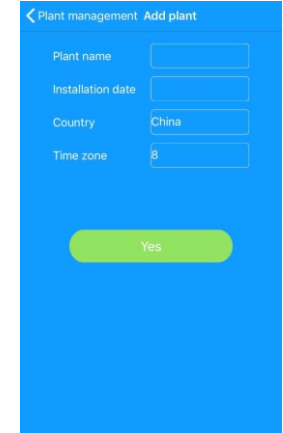 Plant management Add plant
Plant name
Installation date
Country China
Time zone 8
Yes